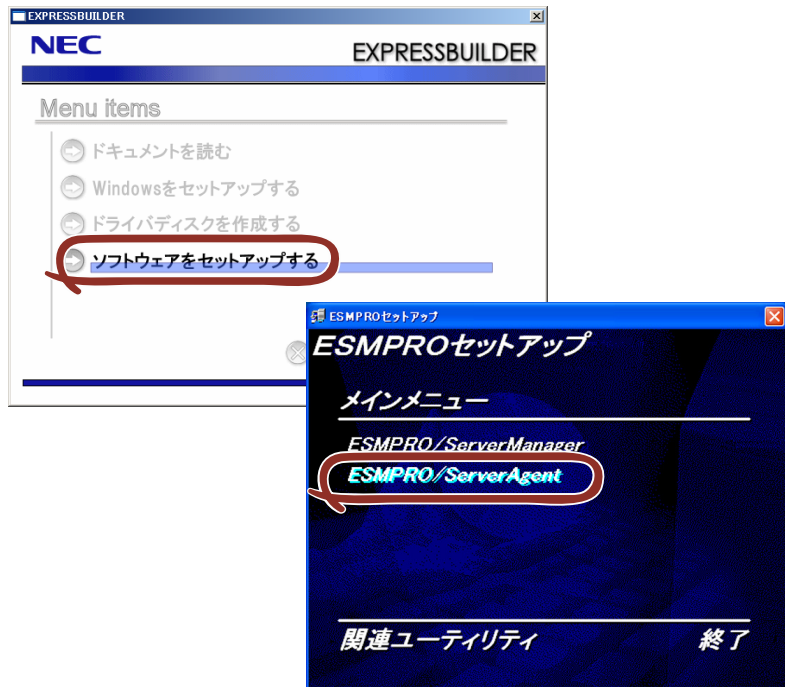 EXPRESSBUILDER
NEC
EXPRESSBUILDER
Menu items
ドキュメントを読む
Windowsをセットアップする
ドライバディスクを作成する
ソフトウェアをセットアップする
ESMPROセットアップ
ESMPROセットアップ
メインメニュー
ESMPRO/ServerManager
ESMPRO/ServerAgent
関連ユーティリティ
終了